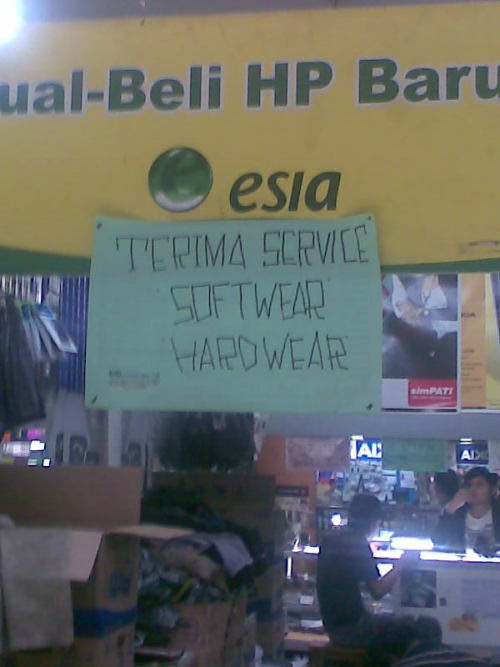 ual-Beli HP Baru
esia
TERIMA SERVICE
SOFTWEAR
HARDWEAR
simPATI